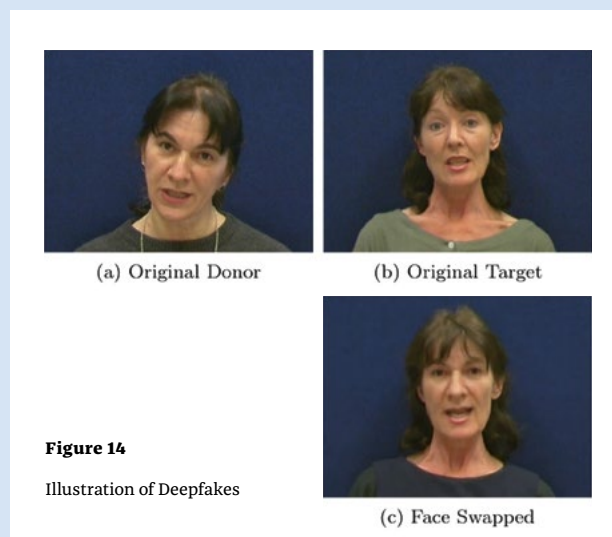 (a) Original Donor
(b) Original Target
Figure 14
Illustration of Deepfakes
(c) Face Swapped